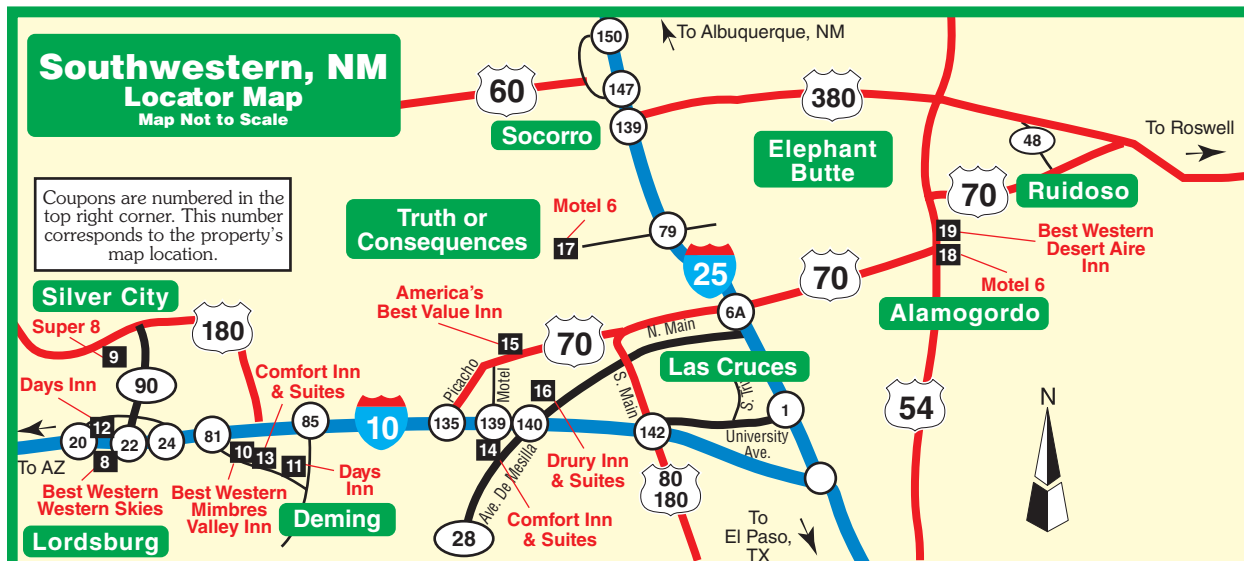 Southwestern, NM
Locator Map
Map Not to Scale
To Albuquerque, NM
150
147
139
60
380
Socorro
Elephant
Butte
48
To Roswell
70
Ruidoso
Coupons are numbered in the
top right corner. This number
corresponds to the property's
map location.
Truth or
Consequences
Motel 6
17
79
25
70
19
18
Best Western
Desert Aire
Inn
Motel 6
Alamogordo
Silver City
Super 8
9
180
90
America's
Best Value Inn
15
70
N. Main
6A
Las Cruces
Picacho
Motel
S. Main
Days Inn
12
Comfort Inn
& Suites
16
54
N
20
22
24
81
85
10
135
139
140
142
1
University
Ave.
To AZ
8
10
13
11
14
Days
Inn
Drury Inn
& Suites
80
180
Best Western
Western Skies
Best Western
Mimbres
Valley Inn
Deming
Ave. De Mesilla
28
Comfort Inn
& Suites
Lordsburg
To
El Paso,
TX